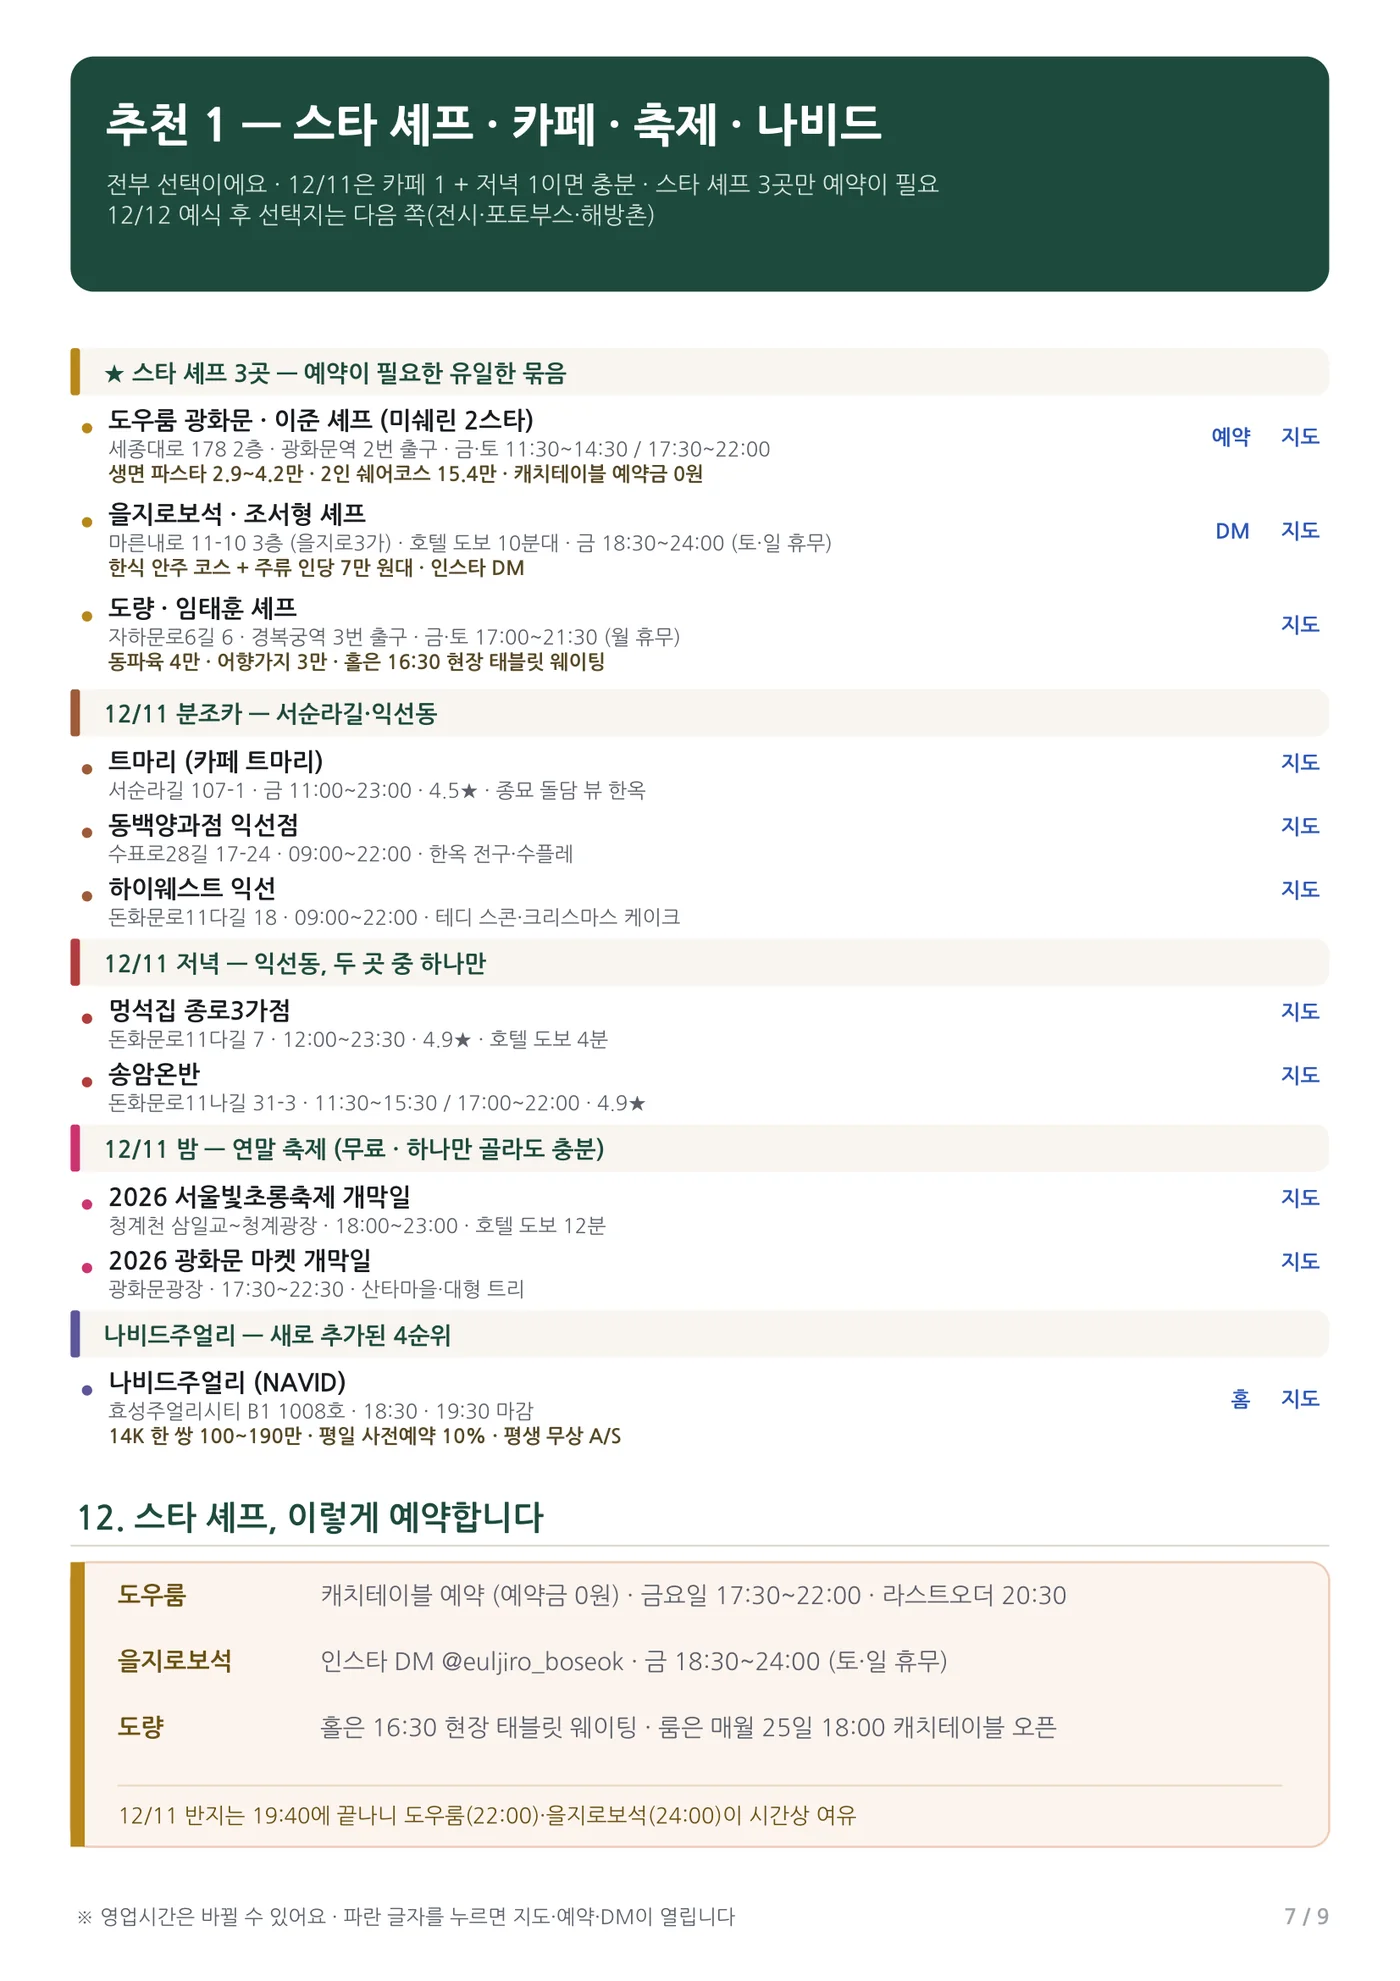 추천 1 — 스타 셰프 · 카페 · 축제 · 나비드
전부 선택이에요 · 12/11은 카페 1 + 저녁 1이면 충분 · 스타 셰프 3곳만 예약이 필요
12/12 예식 후 선택지는 다음 쪽(전시·포토부스·해방촌)
★ 스타 셰프 3곳 — 예약이 필요한 유일한 묶음
도우룸 광화문 · 이준 셰프 (미쉐린 2스타)
세종대로 178 2층 · 광화문역 2번 출구 · 금·토 11:30~14:30 / 17:30~22:00
생면 파스타 2.9~4.2만 · 2인 쉐어코스 15.4만 · 캐치테이블 예약금 0원
예약 지도
을지로보석 · 조서형 셰프
마른내로 11-10 3층 (을지로3가) · 호텔 도보 10분대 · 금 18:30~24:00 (토·일 휴무)
한식 안주 코스 + 주류 인당 7만 원대 · 인스타 DM
DM 지도
도량 · 임태훈 셰프
자하문로6길 6 · 경복궁역 3번 출구 · 금·토 17:00~21:30 (월 휴무)
동파육 4만 · 어향가지 3만 · 홀은 16:30 현장 태블릿 웨이팅
지도
12/11 분조카 — 서순라길·익선동
트마리 (카페 트마리)
서순라길 107-1 · 금 11:00~23:00 · 4.5★ · 종묘 돌담 뷰 한옥
지도
동백양과점 익선점
수표로28길 17-24 · 09:00~22:00 · 한옥 전구·수플레
지도
하이웨스트 익선
돈화문로11다길 18 · 09:00~22:00 · 테디 스콘·크리스마스 케이크
지도
12/11 저녁 — 익선동, 두 곳 중 하나만
멍석집 종로3가점
돈화문로11다길 7 · 12:00~23:30 · 4.9★ · 호텔 도보 4분
지도
송암온반
돈화문로11나길 31-3 · 11:30~15:30 / 17:00~22:00 · 4.9★
지도
12/11 밤 — 연말 축제 (무료 · 하나만 골라도 충분)
2026 서울빛초롱축제 개막일
청계천 삼일교~청계광장 · 18:00~23:00 · 호텔 도보 12분
지도
2026 광화문 마켓 개막일
광화문광장 · 17:30~22:30 · 산타마을·대형 트리
지도
나비드주얼리 — 새로 추가된 4순위
나비드주얼리 (NAVID)
효성주얼리시티 B1 1008호 · 18:30 · 19:30 마감
14K 한 쌍 100~190만 · 평일 사전예약 10% · 평생 무상 A/S
홈 지도
12. 스타 셰프, 이렇게 예약합니다
도우룸 캐치테이블 예약 (예약금 0원) · 금요일 17:30~22:00 · 라스트오더 20:30
을지로보석 인스타 DM @euljiro_boseok · 금 18:30~24:00 (토·일 휴무)
도량 홀은 16:30 현장 태블릿 웨이팅 · 룸은 매월 25일 18:00 캐치테이블 오픈
12/11 반지는 19:40에 끝나니 도우룸(22:00)·을지로보석(24:00)이 시간상 여유
※ 영업시간은 바뀔 수 있어요 · 파란 글자를 누르면 지도·예약·DM이 열립니다
7 / 9